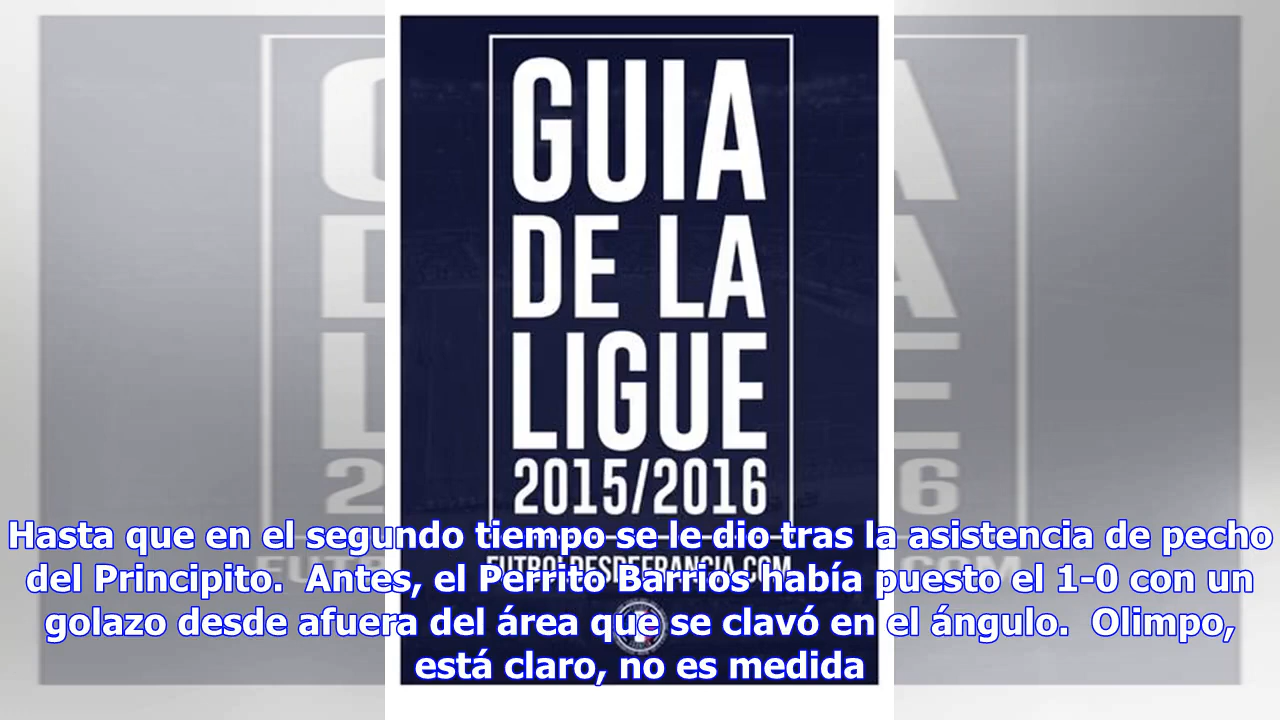 GUIA
DE LA
LIGUE
2015/2016
FUTBOLDESDEFRANCIA.COM
Hasta que en el segundo tiempo se le dio tras la asistencia de pecho
del Principito.  Antes, el Perrito Barrios había puesto el 1-0 con un
golazo desde afuera del área que se clavó en el ángulo.  Olimpo,
está claro, no es medida